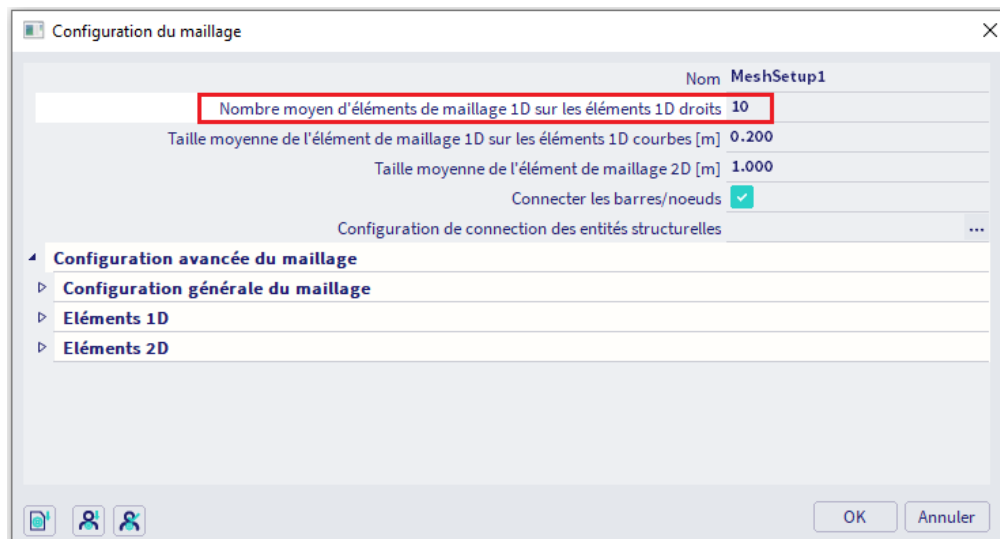 Configuration du maillage
Nom MeshSetup1
Nombre moyen d'éléments de maillage 1D sur les éléments 1D droits 10
Taille moyenne de l'élément de maillage 1D sur les éléments 1D courbes [m] 0.200
Taille moyenne de l'élément de maillage 2D [m] 1.000
Connecter les barres/noeuds
Configuration de connection des entités structurelles ...
Configuration avancée du maillage
Configuration générale du maillage
Eléments 1D
Eléments 2D
OK Annuler